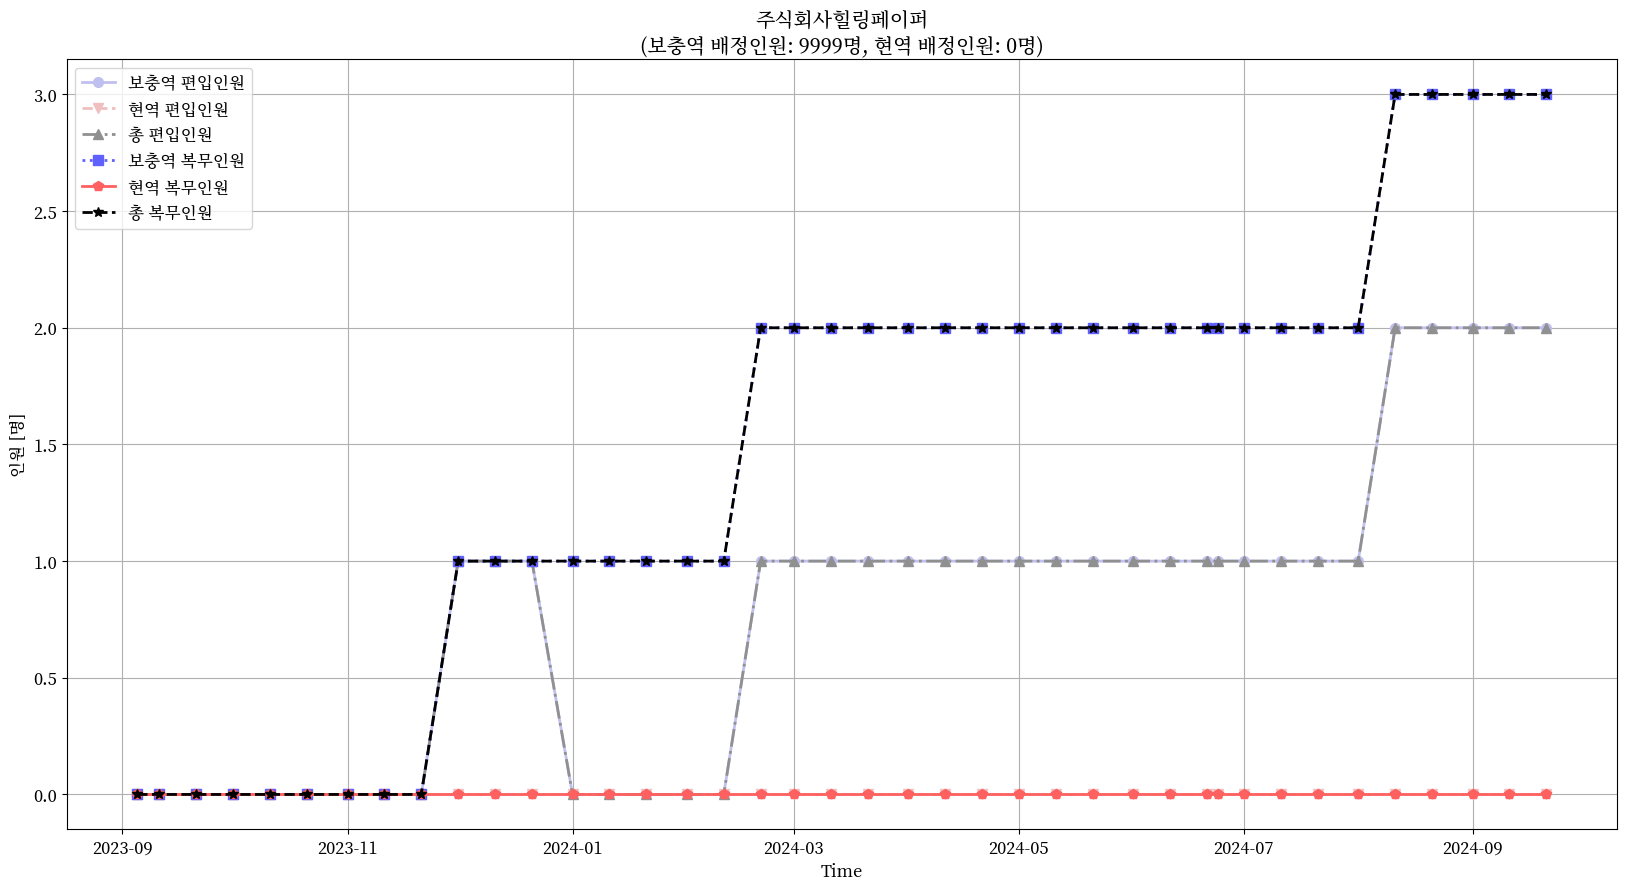 주식회사힐링페이퍼
(보충역 배정인원: 9999명, 현역 배정인원: 0명)
보충역 편입인원
현역 편입인원
총 편입인원
보충역 복무인원
현역 복무인원
총 복무인원
3.0
2.5
2.0
1.5
1.0
0.5
0.0
인원 [명]
2023-09 2023-11 2024-01 2024-03 2024-05 2024-07 2024-09
Time